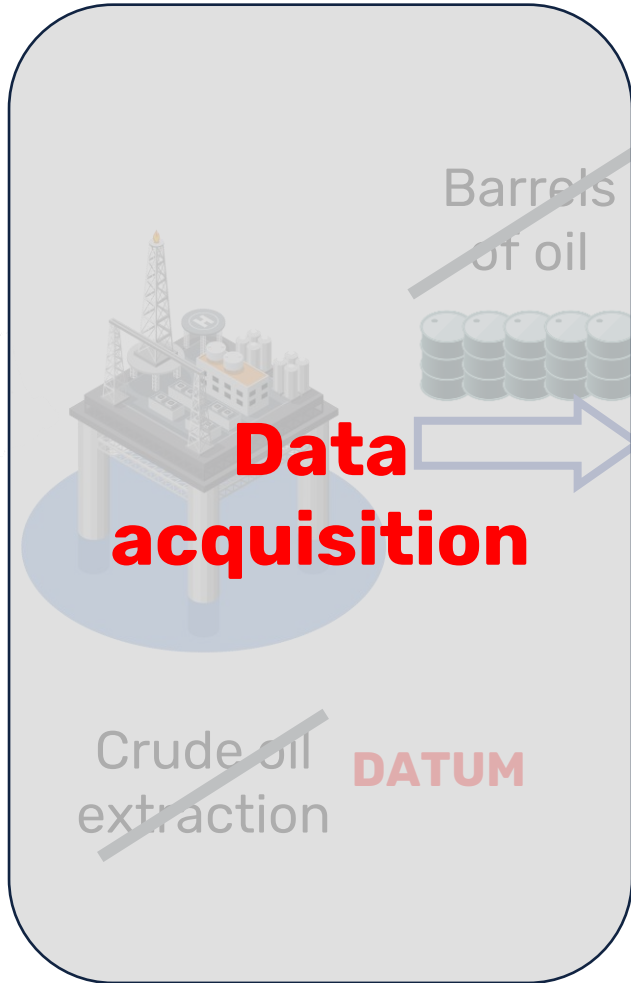 Barrels
of oil
H
Data
acquisition
Crude oil
extraction
DATUM